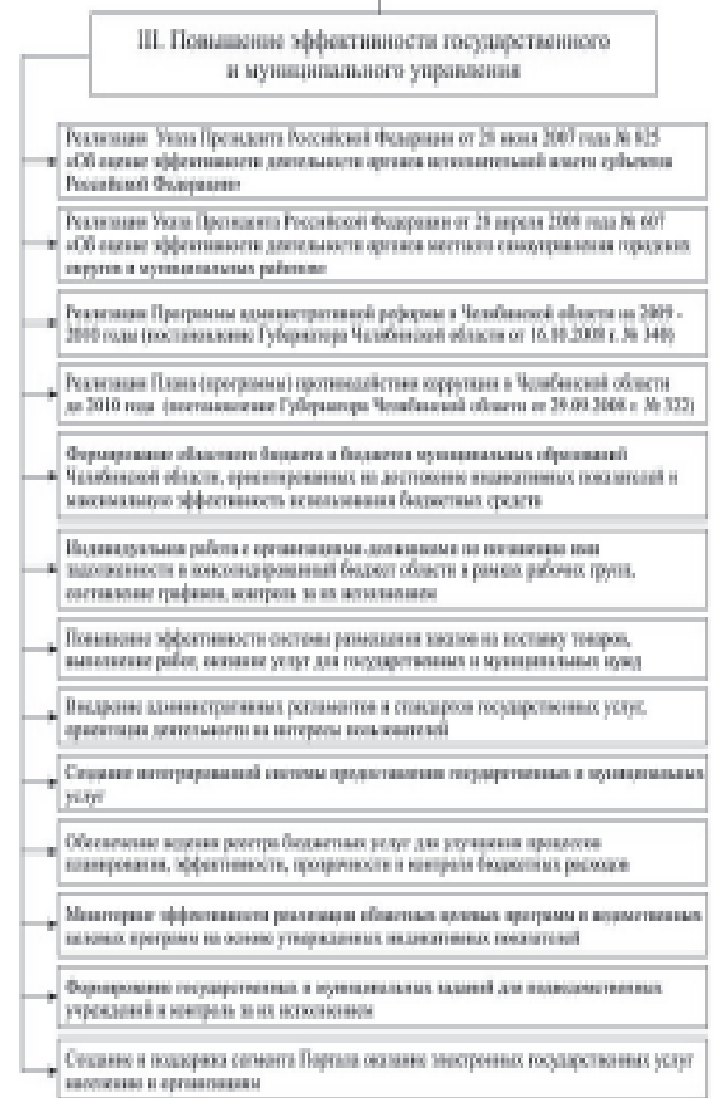 III. Повышение эффективности государственного
и муниципального управления
Реализация Указа Президента Российской Федерации от 28 июня 2007 года № 825
«Об оценке эффективности деятельности органов исполнительной власти субъектов
Российской Федерации»
Реализация Указа Президента Российской Федерации от 28 апреля 2008 года № 607
«Об оценке эффективности деятельности органов местного самоуправления городских
округов и муниципальных районов»
Реализация Программы административной реформы в Челябинской области на 2009 -
2010 годы (постановление Губернатора Челябинской области от 16.10.2008 г. № 340)
Реализация Плана (программы) противодействия коррупции в Челябинской области
до 2010 года (постановление Губернатора Челябинской области от 29.09.2008 г. № 322)
Формирование областного бюджета и бюджетов муниципальных образований
Челябинской области, ориентированных на достижение индикативных показателей и
максимальную эффективность использования бюджетных средств
Индивидуальная работа с организациями-должниками по погашению ими
задолженности в консолидированный бюджет области в рамках рабочих групп,
составление графиков, контроль за их исполнением
Повышение эффективности системы размещения заказов на поставку товаров,
выполнение работ, оказание услуг для государственных и муниципальных нужд
Внедрение административных регламентов и стандартов государственных услуг,
ориентация деятельности на интересы пользователей
Создание интегрированной системы предоставления государственных и муниципальных
услуг
Обеспечение ведения реестра бюджетных услуг для улучшения процессов
планирования, эффективности, прозрачности и контроля бюджетных расходов
Мониторинг эффективности реализации областных целевых программ и ведомственных
целевых программ на основе утвержденных индикативных показателей
Формирование государственных и муниципальных заданий для подведомственных
учреждений и контроль за их исполнением
Создание и поддержка сегмента Портала оказания электронных государственных услуг
населению и организациям